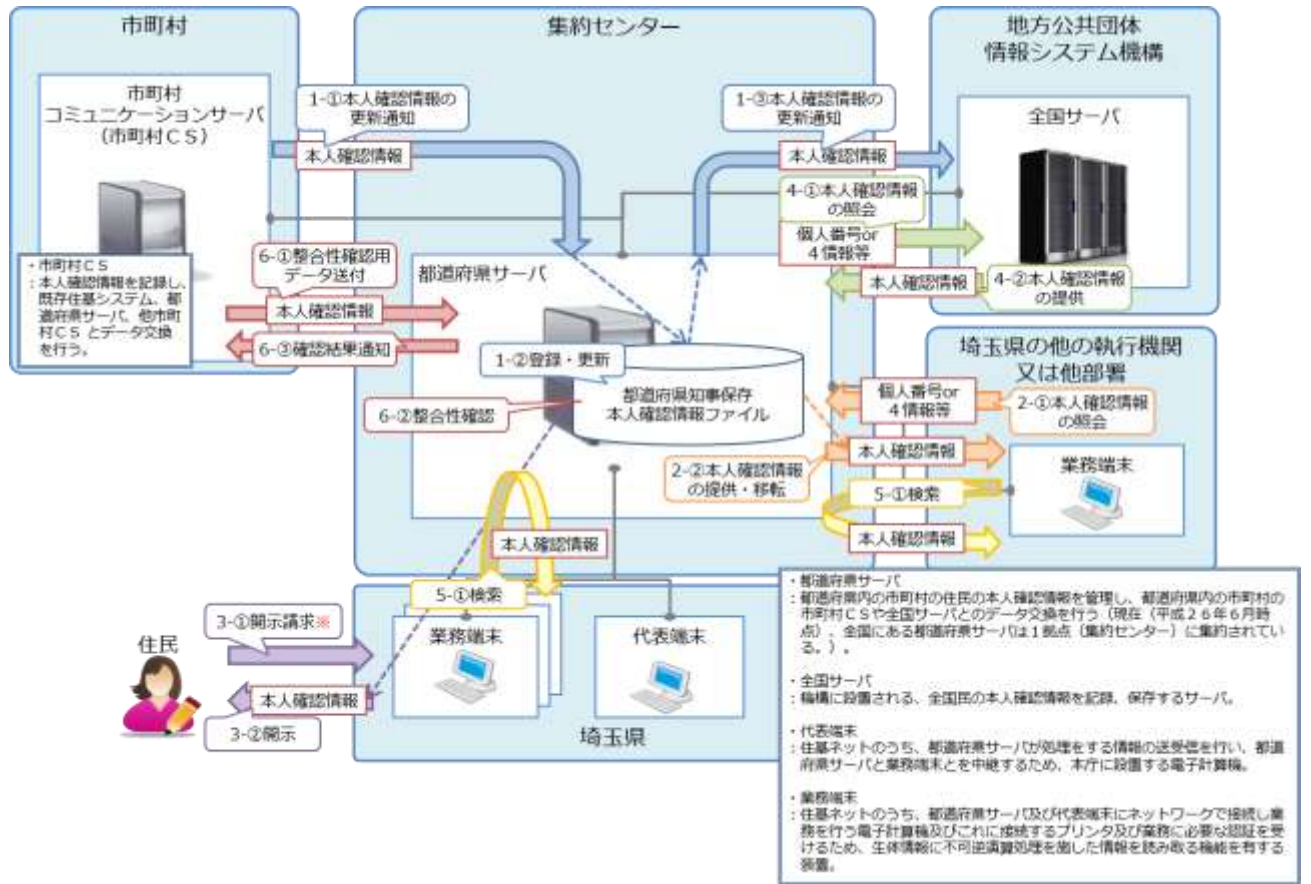 市町村
集約センター
地方公共団体
情報システム機構
市町村
コミュニケーションサーバ
(市町村CS)
1-①本人確認情報の
更新通知
本人確認情報
1-③本人確認情報の
更新通知
本人確認情報
全国サーバ
4-①本人確認情報
の照会
個人番号or
4情報等
本人確認情報
4-②本人確認情報
の提供
・市町村CS
：本人確認情報を記録し、
既存住基システム、都
道府県サーバ、他市町
村CS とデータ交換
を行う。
6-①整合性確認用
データ送付
本人確認情報
6-③確認結果通知
都道府県サーバ
1-②登録・更新
都道府県知事保存
本人確認情報ファイル
6-②整合性確認
埼玉県の他の執行機関
又は他部署
個人番号or
4情報等
2-①本人確認情報
の照会
本人確認情報
2-②本人確認情報
の提供・移転
業務端末
5-①検索
本人確認情報
本人確認情報
5-①検索
住民
3-①開示請求※
本人確認情報
3-②開示
業務端末
代表端末
埼玉県
・都道府県サーバ
：都道府県内の市町村の住民の本人確認情報を管理し、都道府県内の市町村の
市町村CSや全国サーバとのデータ交換を行う（現在（平成26年6月時
点）、全国にある都道府県サーバは1拠点（集約センター）に集約されてい
る。）。
・全国サーバ
：機構に設置される、全国民の本人確認情報を記録、保存するサーバ。
・代表端末
：住基ネットのうち、都道府県サーバが処理をする情報の送受信を行い、都道
府県サーバと業務端末とを中継するため、本庁に設置する電子計算機。
・業務端末
：住基ネットのうち、都道府県サーバ及び代表端末にネットワークで接続し業
務を行う電子計算機及びこれに接続するプリンタ及び業務に必要な認証を受
けるため、生体情報に不可逆演算処理を施した情報を読み取る機能を有する
装置。